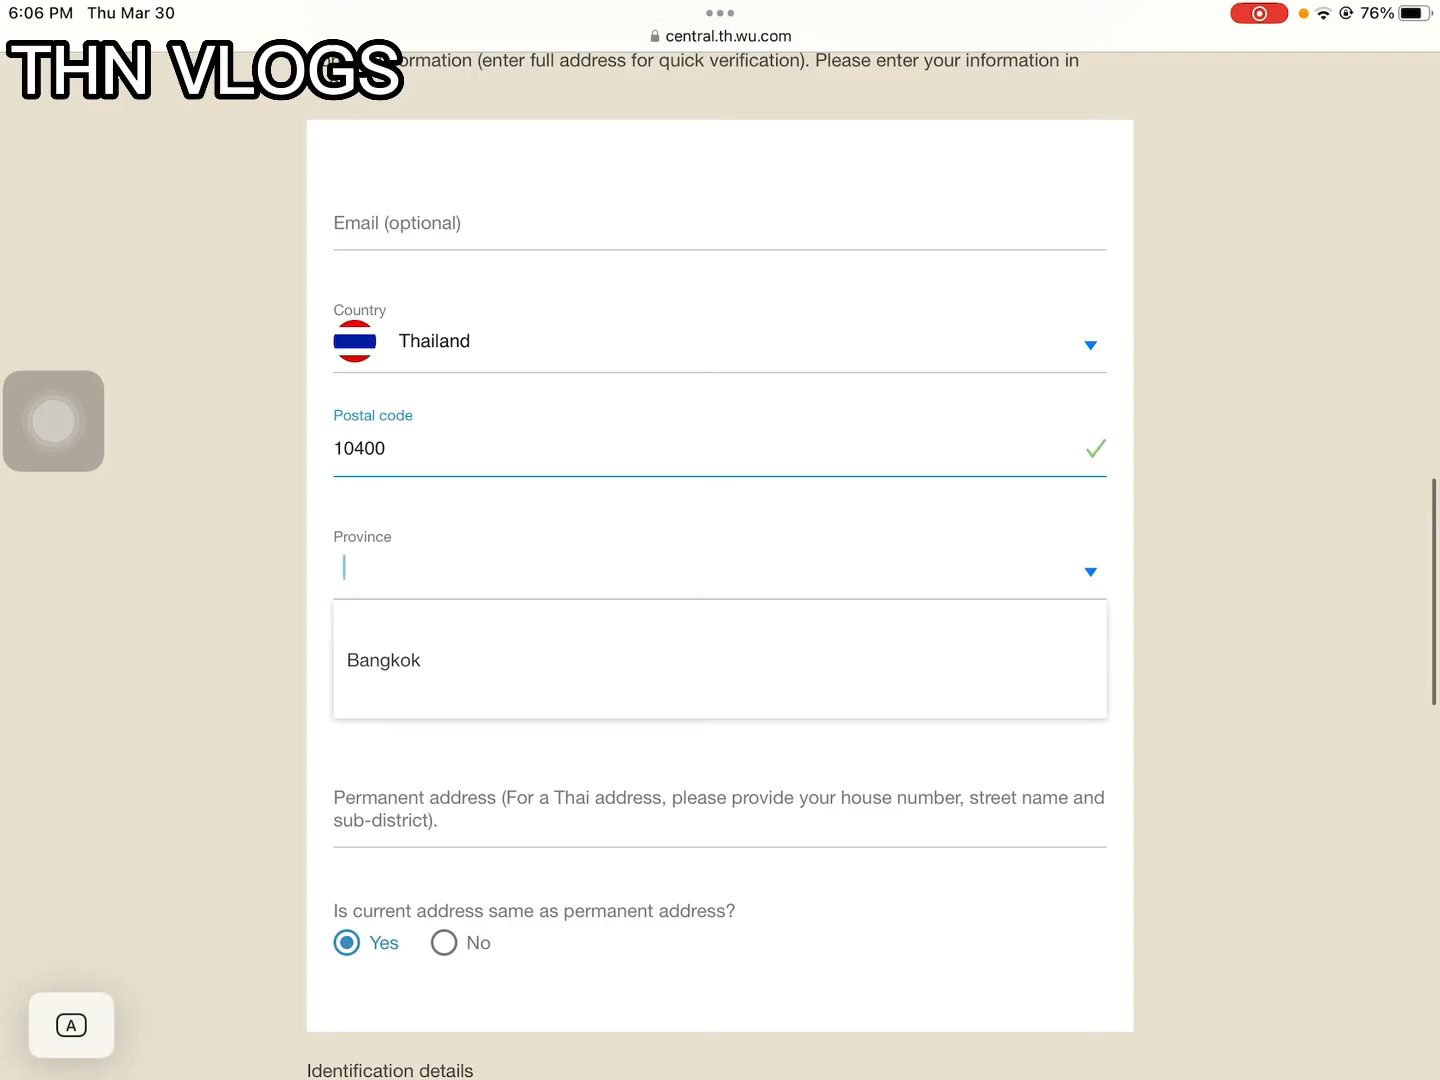 6:06 PM Thu Mar 30
76%
central.th.wu.com
THN VLOGS
ormation (enter full address for quick verification). Please enter your information in
Email (optional)
Country
Thailand
Postal code
10400
Province
Bangkok
Permanent address (For a Thai address, please provide your house number, street name and
sub-district).
Is current address same as permanent address?
Yes No
A
Identification details